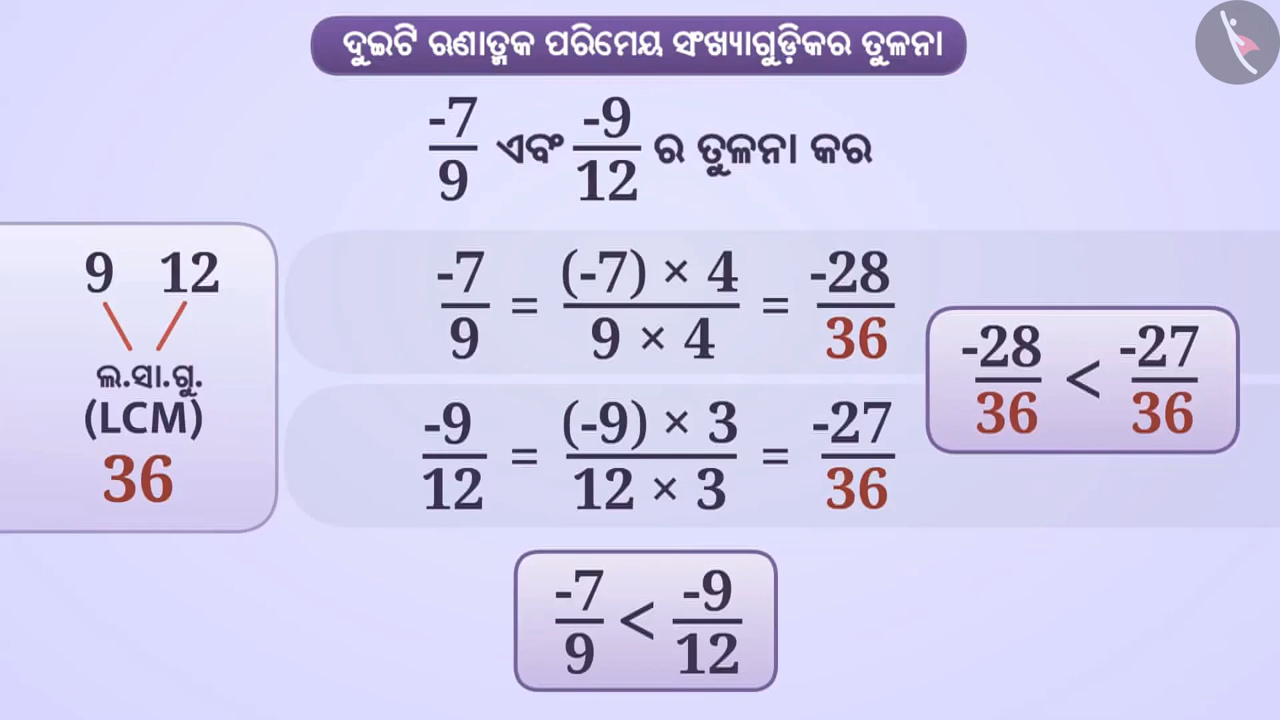 ଦୁଇଟି ଋଣାତ୍ମକ ପରିମେୟ ସଂଖ୍ୟାଗୁଡ଼ିକର ତୁଳନା
-7/9 ଏବଂ -9/12 ର ତୁଳନା କର
9 12
ଲ.ସା.ଗୁ.
(LCM)
36
-7/9 = (-7) × 4/9 × 4 = -28/36
-9/12 = (-9) × 3/12 × 3 = -27/36
-28/36 < -27/36
-7/9 < -9/12